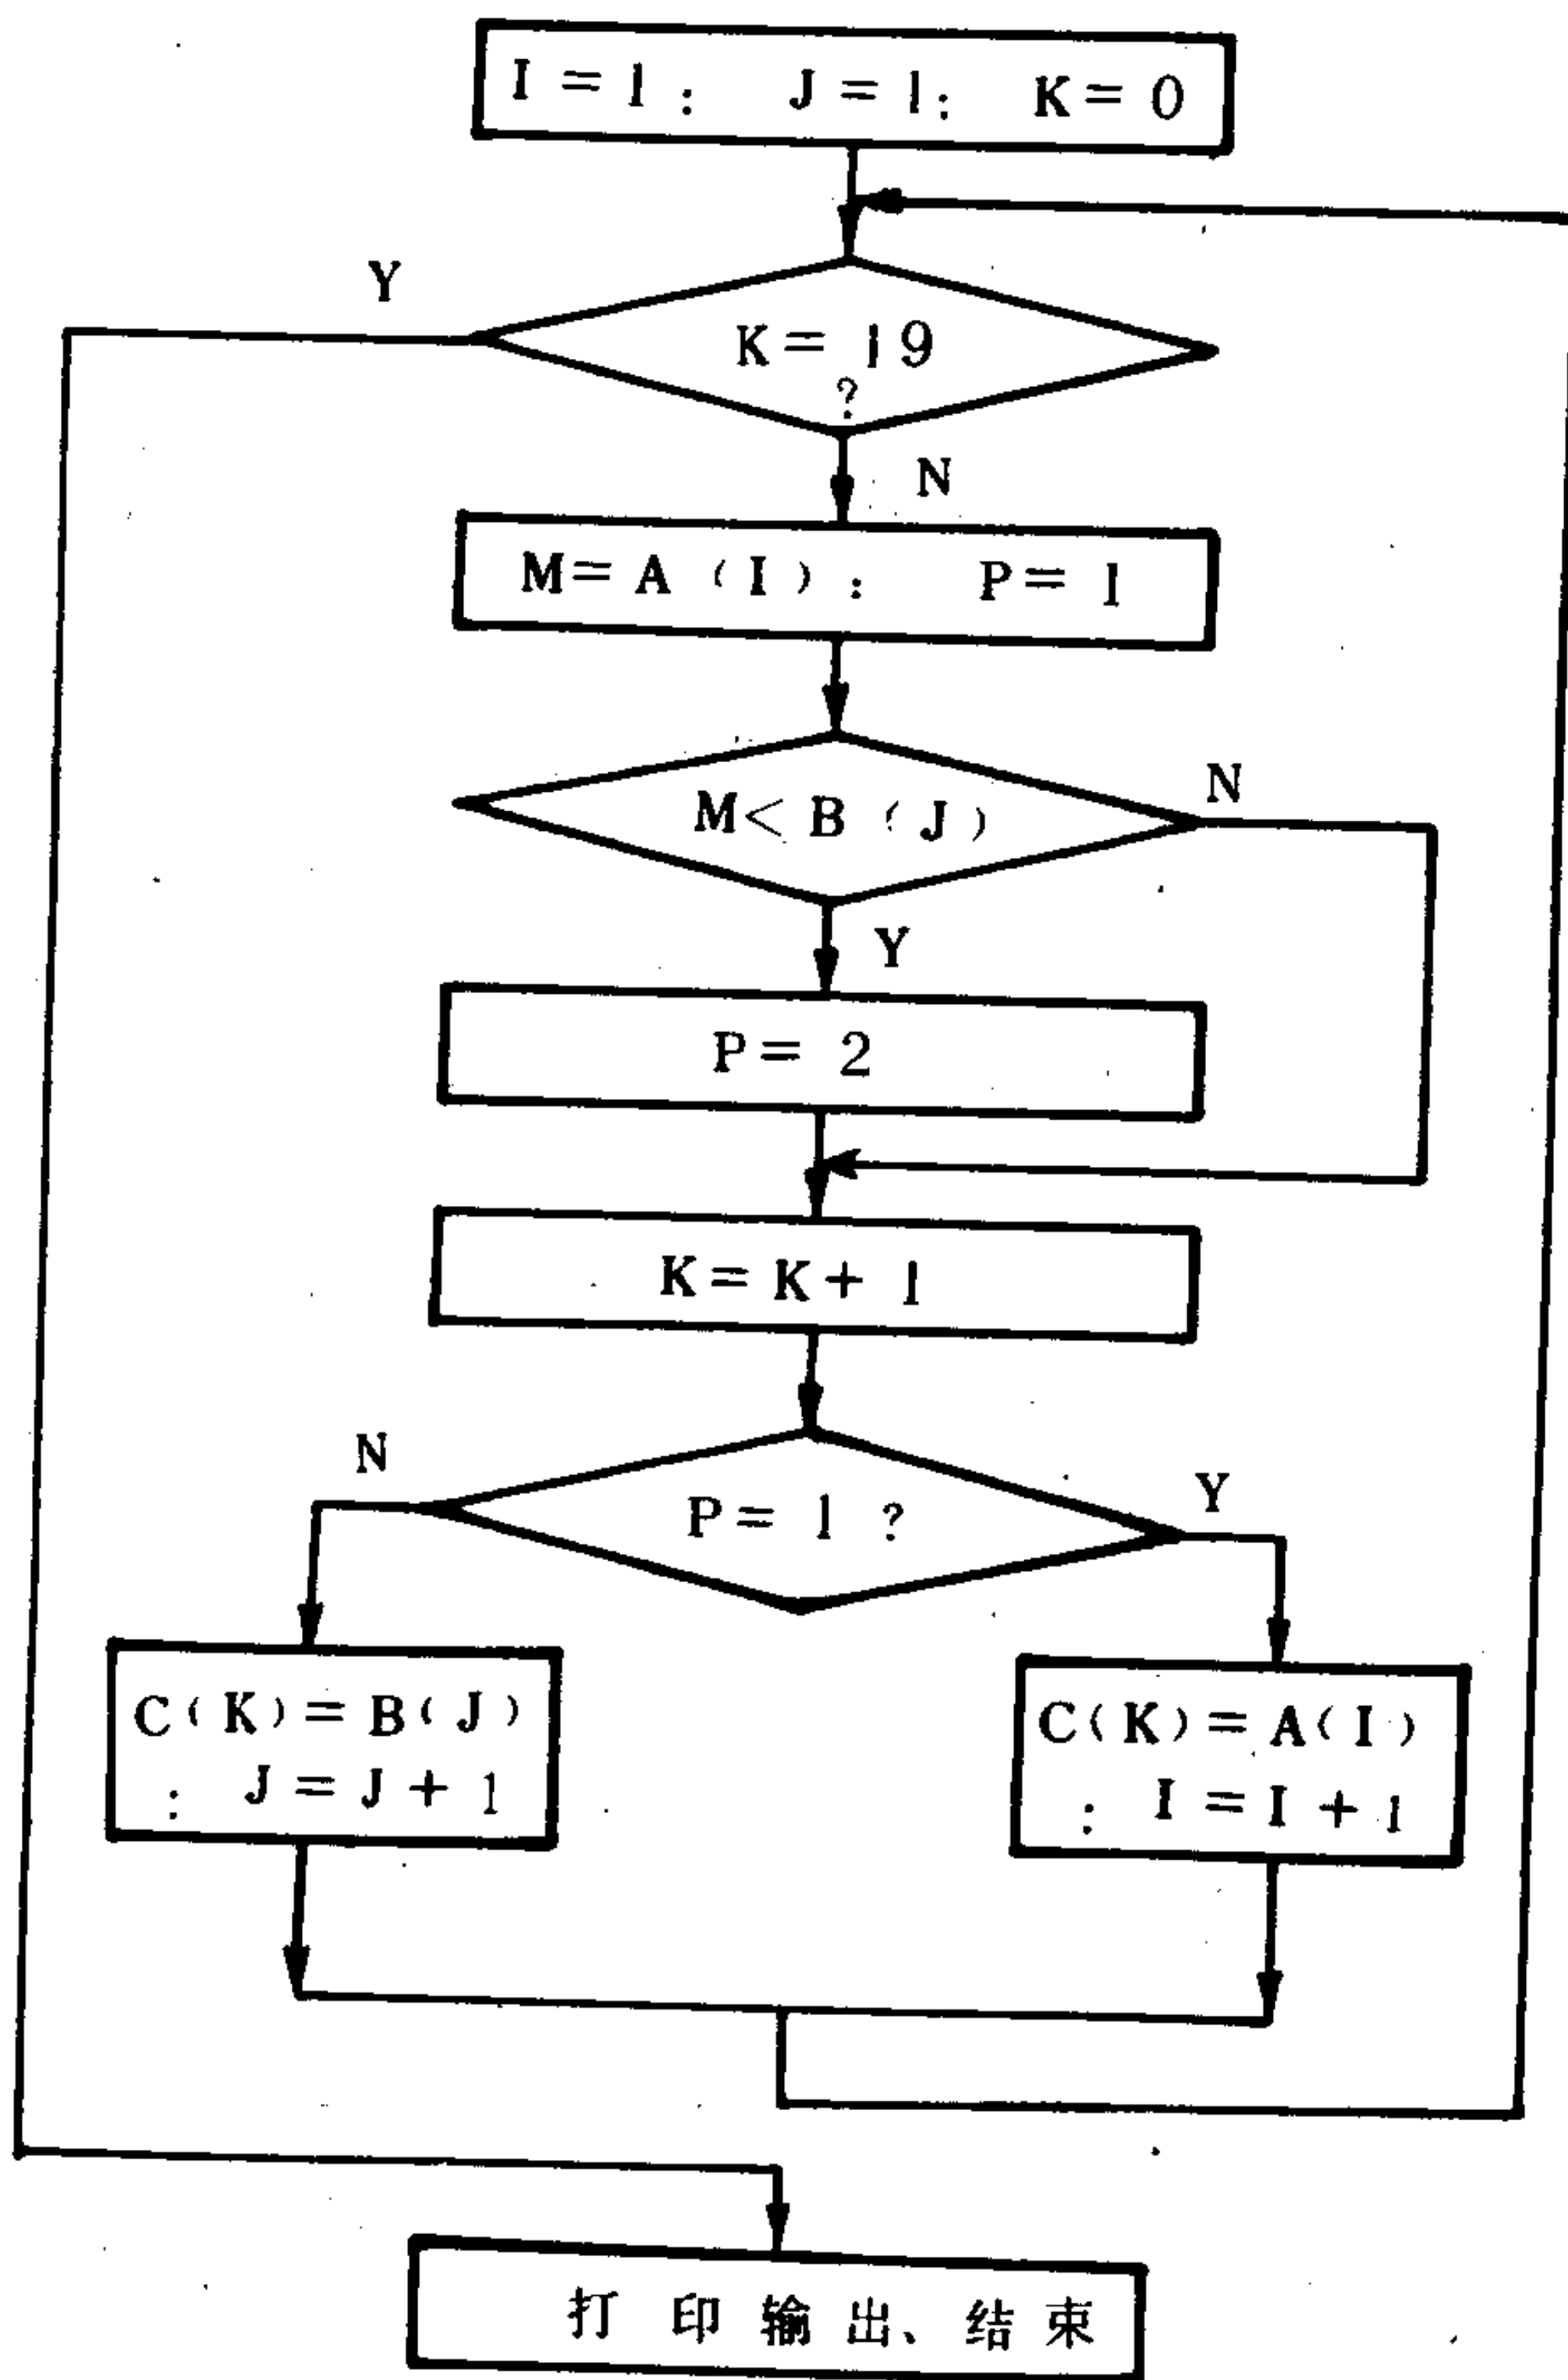 I=1: J=1: K=0
Y
K=19
?
N
M=A(I): P=1
M<B(J)
N
Y
P=2
K=K+1
N
P=1?
Y
C(K)=B(J)
: J=J+1
C(K)=A(I)
: I=I+1
打印输出、结束